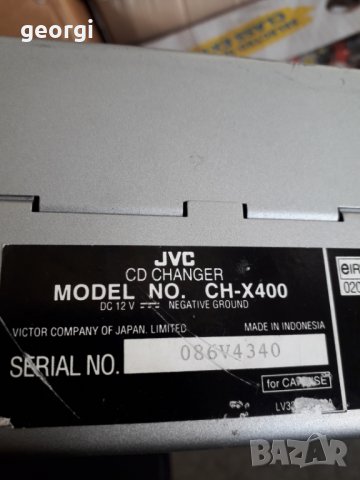 georgi
JVC
CD CHANGER
MODEL NO. CH-X400
DC 12 V NEGATIVE GROUND
VICTOR COMPANY OF JAPAN, LIMITED
MADE IN INDONESIA
SERIAL NO. 086V4340
for CAR USE
BAZAR